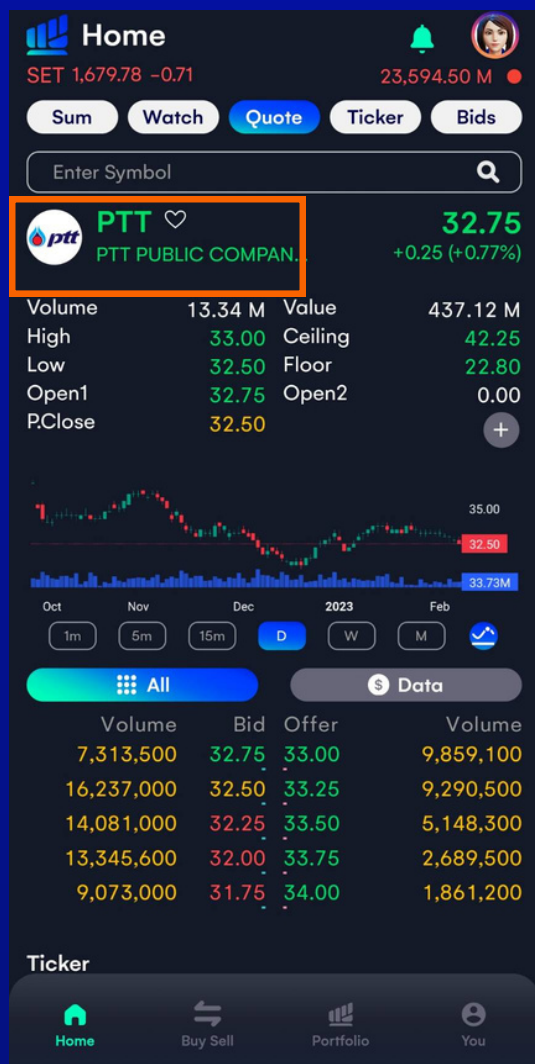 Home
SET 1,679.78 -0.71 23,594.50 M
Sum Watch Quote Ticker Bids
Enter Symbol
ptt PTT 32.75
PTT PUBLIC COMPAN... +0.25 (+0.77%)
Volume 13.34 M Value 437.12 M
High 33.00 Ceiling 42.25
Low 32.50 Floor 22.80
Open1 32.75 Open2 0.00
P.Close 32.50
35.00
32.50
33.73M
Oct Nov Dec 2023 Feb
1m 5m 15m D W M
All $ Data
Volume Bid Offer Volume
7,313,500 32.75 33.00 9,859,100
16,237,000 32.50 33.25 9,290,500
14,081,000 32.25 33.50 5,148,300
13,345,600 32.00 33.75 2,689,500
9,073,000 31.75 34.00 1,861,200
Ticker
Home Buy Sell Portfolio You